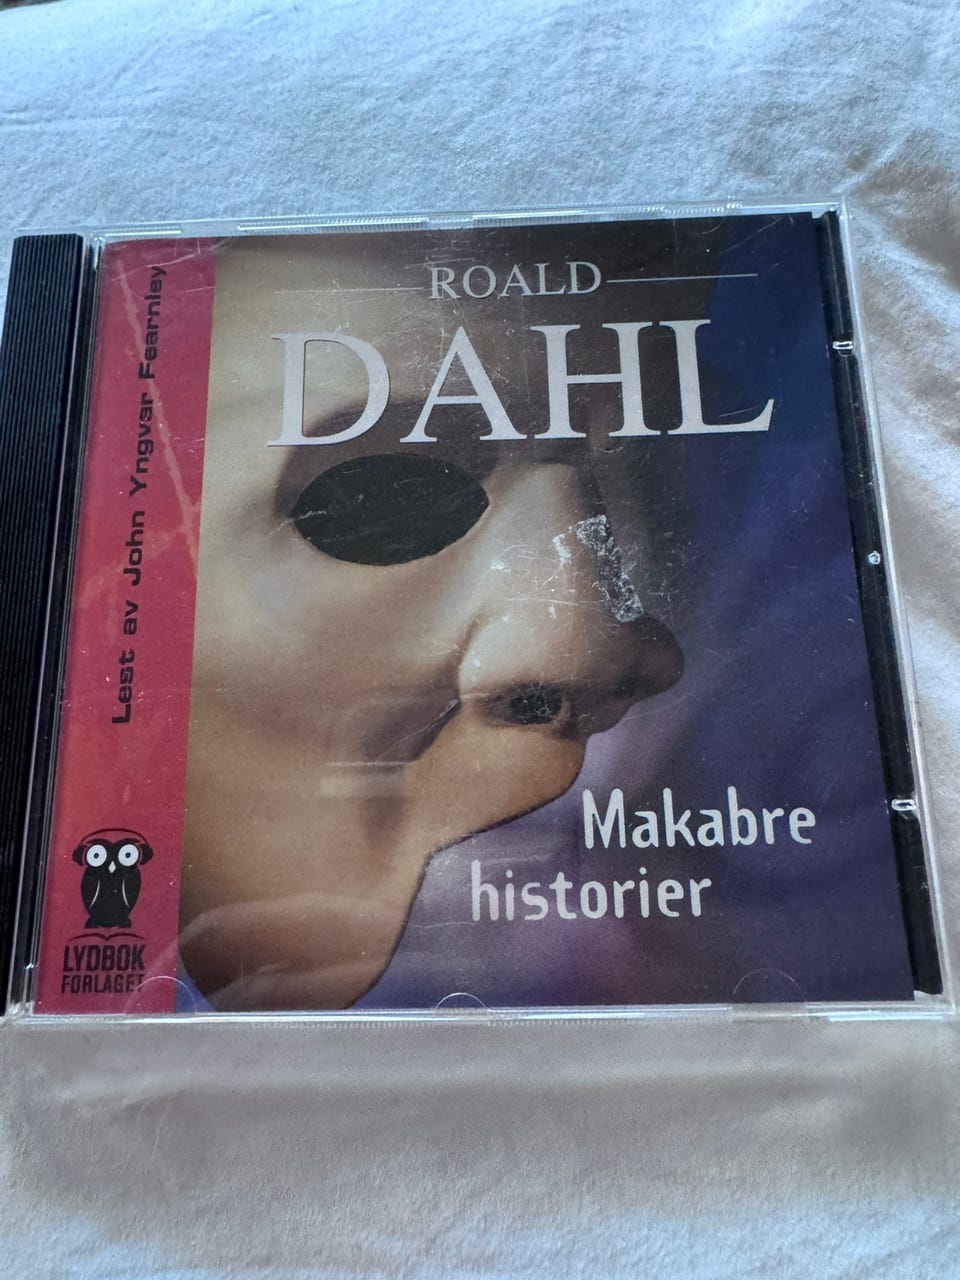 ROALD
DAHL
Makabre
historier
Lest av John Yngvar Fearnley
LYDBOK
FORLAGET